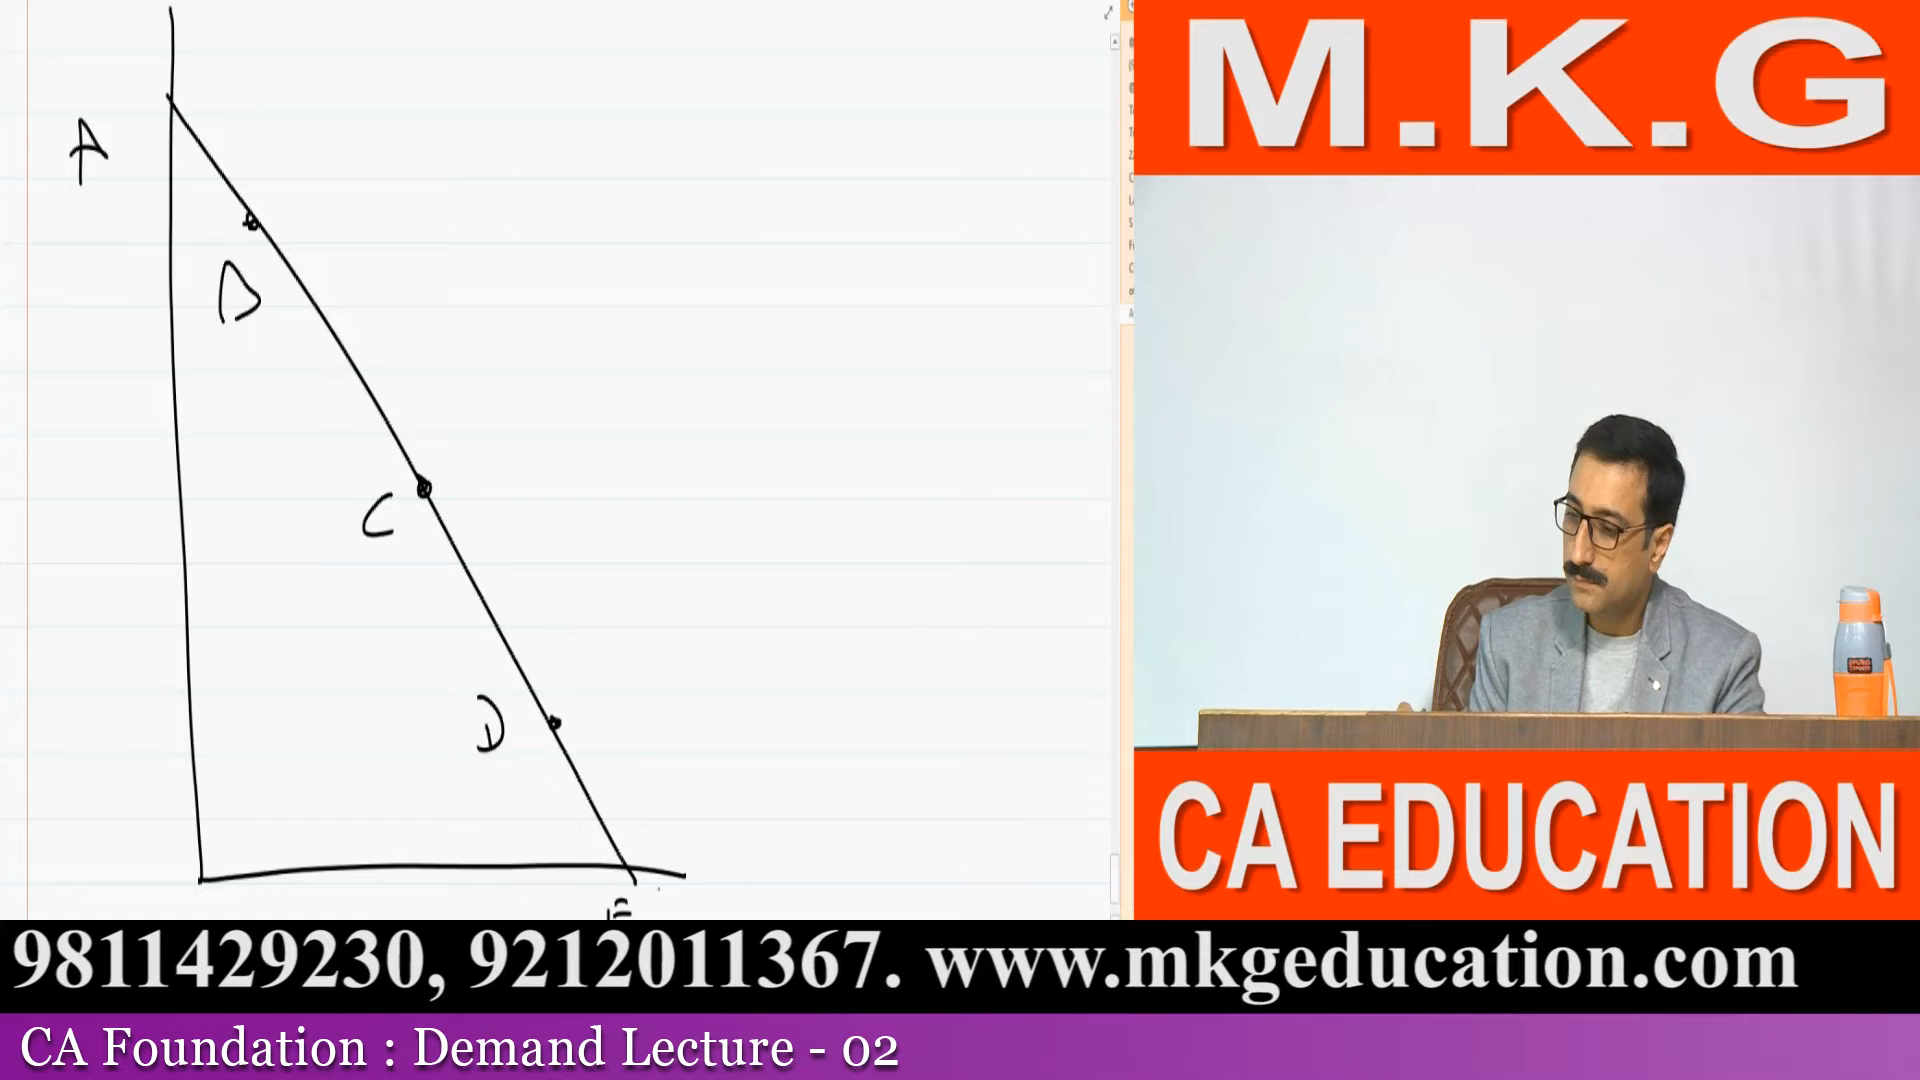 M.K.G
A
D
C
D
E
CA EDUCATION
9811429230, 9212011367. www.mkgeducation.com
CA Foundation : Demand Lecture - 02